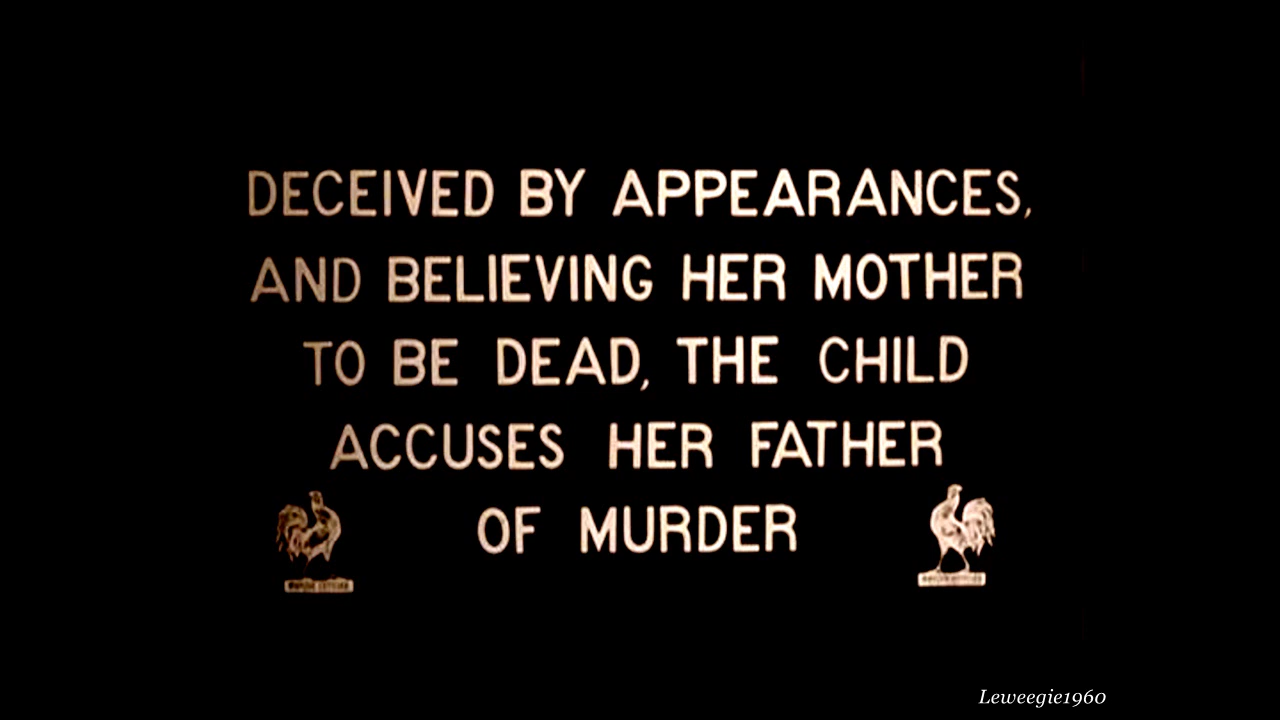 DECEIVED BY APPEARANCES,
AND BELIEVING HER MOTHER
TO BE DEAD, THE CHILD
ACCUSES HER FATHER
OF MURDER
Leweegie1960